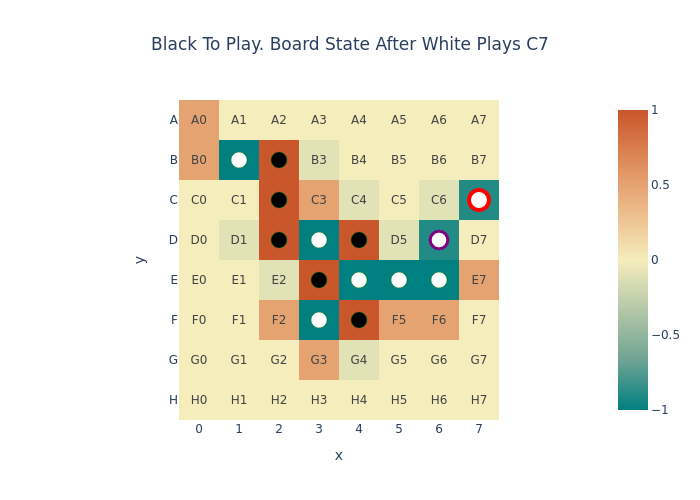 Black To Play. Board State After White Plays C7
A A0 A1 A2 A3 A4 A5 A6 A7
B B0 B3 B4 B5 B6 B7
C C0 C1 C3 C4 C5 C6
D D0 D1 D5 D7
E E0 E1 E2 E7
F F0 F1 F2 F5 F6 F7
G G0 G1 G2 G3 G4 G5 G6 G7
H H0 H1 H2 H3 H4 H5 H6 H7
0 1 2 3 4 5 6 7
x
y
1
0.5
0
−0.5
−1